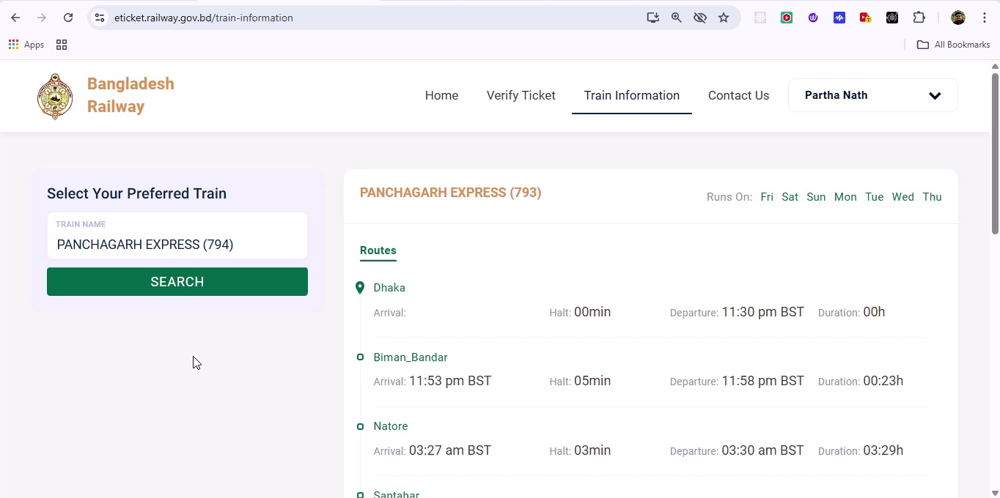 eticket.railway.gov.bd/train-information
Apps
All Bookmarks
Bangladesh
Railway
Home
Verify Ticket
Train Information
Contact Us
Partha Nath
Select Your Preferred Train
TRAIN NAME
PANCHAGARH EXPRESS (794)
SEARCH
PANCHAGARH EXPRESS (793)
Runs On: Fri Sat Sun Mon Tue Wed Thu
Routes
Dhaka
Arrival: Halt: 00min Departure: 11:30 pm BST Duration: 00h
Biman_Bandar
Arrival: 11:53 pm BST Halt: 05min Departure: 11:58 pm BST Duration: 00:23h
Natore
Arrival: 03:27 am BST Halt: 03min Departure: 03:30 am BST Duration: 03:29h
Santahar